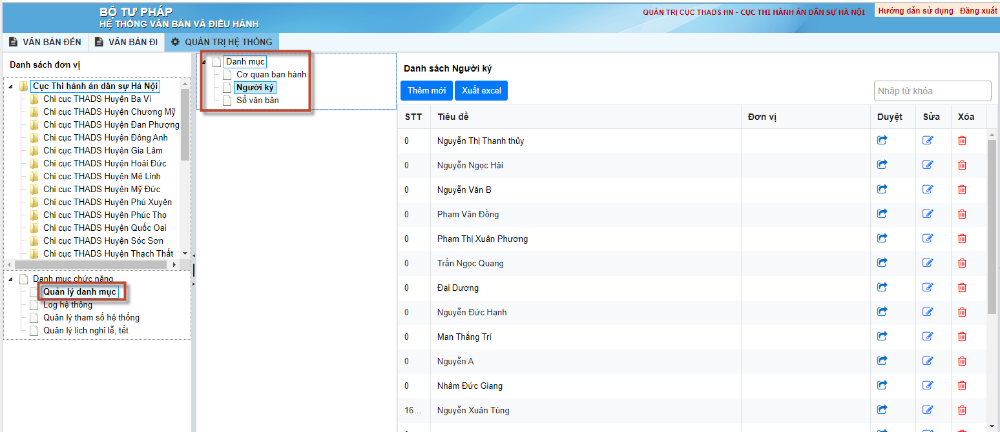 BỘ TƯ PHÁP
HỆ THỐNG VĂN BẢN VÀ ĐIỀU HÀNH
QUẢN TRỊ CỤC THADS HN - CỤC THI HÀNH ÁN DÂN SỰ HÀ NỘI
Hướng dẫn sử dụng Đăng xuất
VĂN BẢN ĐẾN VĂN BẢN ĐI QUẢN TRỊ HỆ THỐNG
Danh sách đơn vị
Cục Thi hành án dân sự Hà Nội
Chi cục THADS Huyện Ba Vì
Chi cục THADS Huyện Chương Mỹ
Chi cục THADS Huyện Đan Phượng
Chi cục THADS Huyện Đông Anh
Chi cục THADS Huyện Gia Lâm
Chi cục THADS Huyện Hoài Đức
Chi cục THADS Huyện Mê Linh
Chi cục THADS Huyện Mỹ Đức
Chi cục THADS Huyện Phú Xuyên
Chi cục THADS Huyện Phúc Thọ
Chi cục THADS Huyện Quốc Oai
Chi cục THADS Huyện Sóc Sơn
Chi cục THADS Huyện Thạch Thất
Danh mục chức năng
Quản lý danh mục
Log hệ thống
Quản lý tham số hệ thống
Quản lý lịch nghỉ lễ, tết
Danh mục
Cơ quan ban hành
Người ký
Sổ văn bản
Danh sách Người ký
Thêm mới Xuất excel Nhập từ khóa
STT Tiêu đề Đơn vị Duyệt Sửa Xóa
0 Nguyễn Thị Thanh thủy
0 Nguyễn Ngọc Hải
0 Nguyễn Văn B
0 Phạm Văn Đồng
0 Phạm Thị Xuân Phương
0 Trần Ngọc Quang
0 Đại Dương
0 Nguyễn Đức Hạnh
0 Man Thắng Trí
0 Nguyễn A
0 Nhâm Đức Giang
16... Nguyễn Xuân Tùng